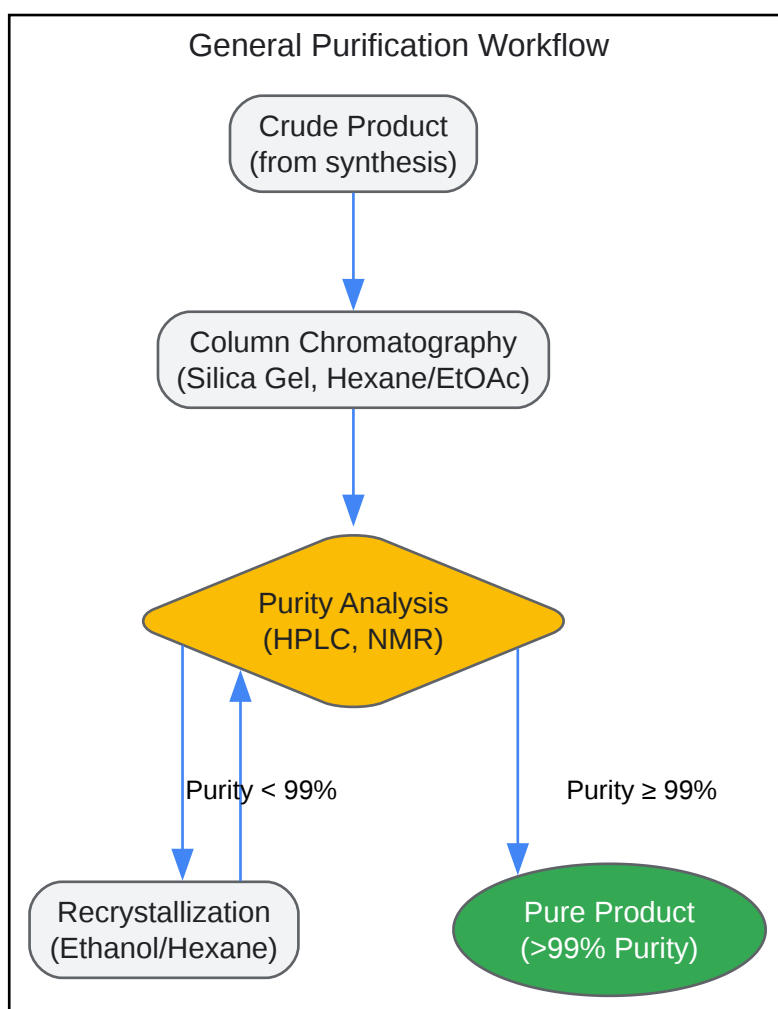 General Purification Workflow
Crude Product
(from synthesis)
Column Chromatography
(Silica Gel, Hexane/EtOAc)
Purity Analysis
(HPLC, NMR)
Purity < 99%
Purity ≥ 99%
Recrystallization
(Ethanol/Hexane)
Pure Product
(>99% Purity)